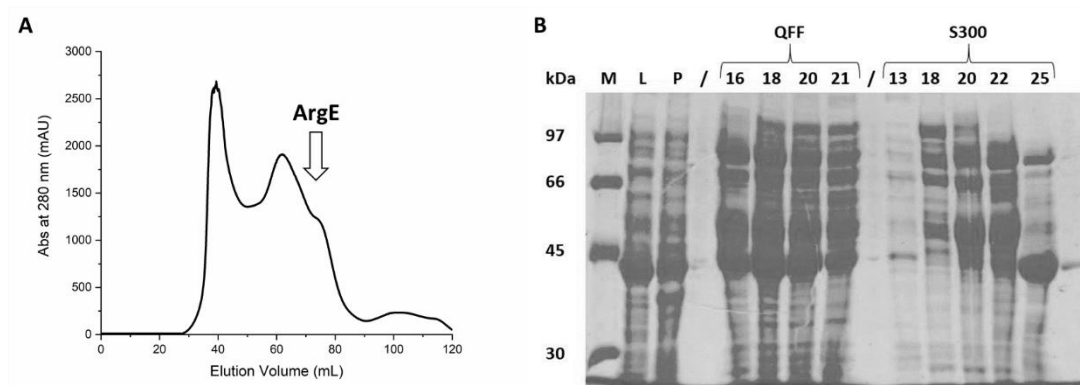 A
Abs at 280 nm (mAU)
3000
2500
2000
1500
1000
500
0
ArgE
0 20 40 60 80 100 120
Elution Volume (mL)
B
QFF S300
kDa M L P / 16 18 20 21 / 13 18 20 22 25
97
66
45
30